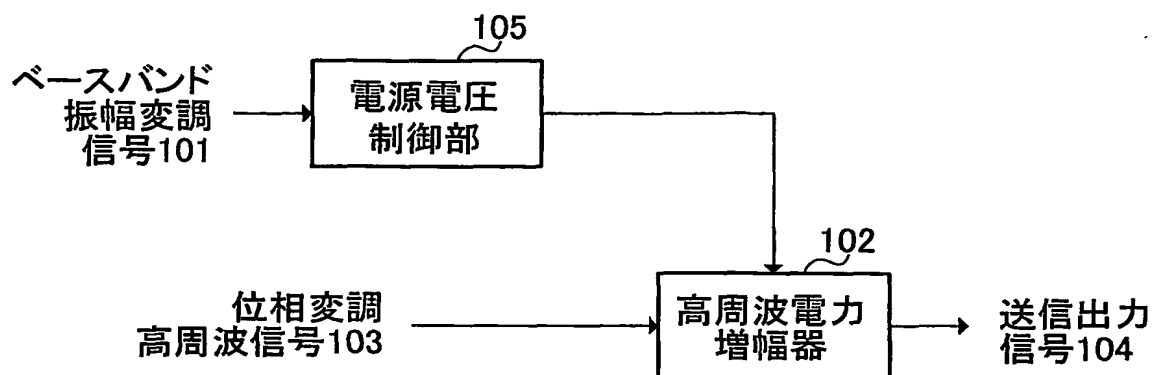 105
ベースバンド
振幅変調
信号101
電源電圧
制御部
102
位相変調
高周波信号103
高周波電力
増幅器
送信出力
信号104